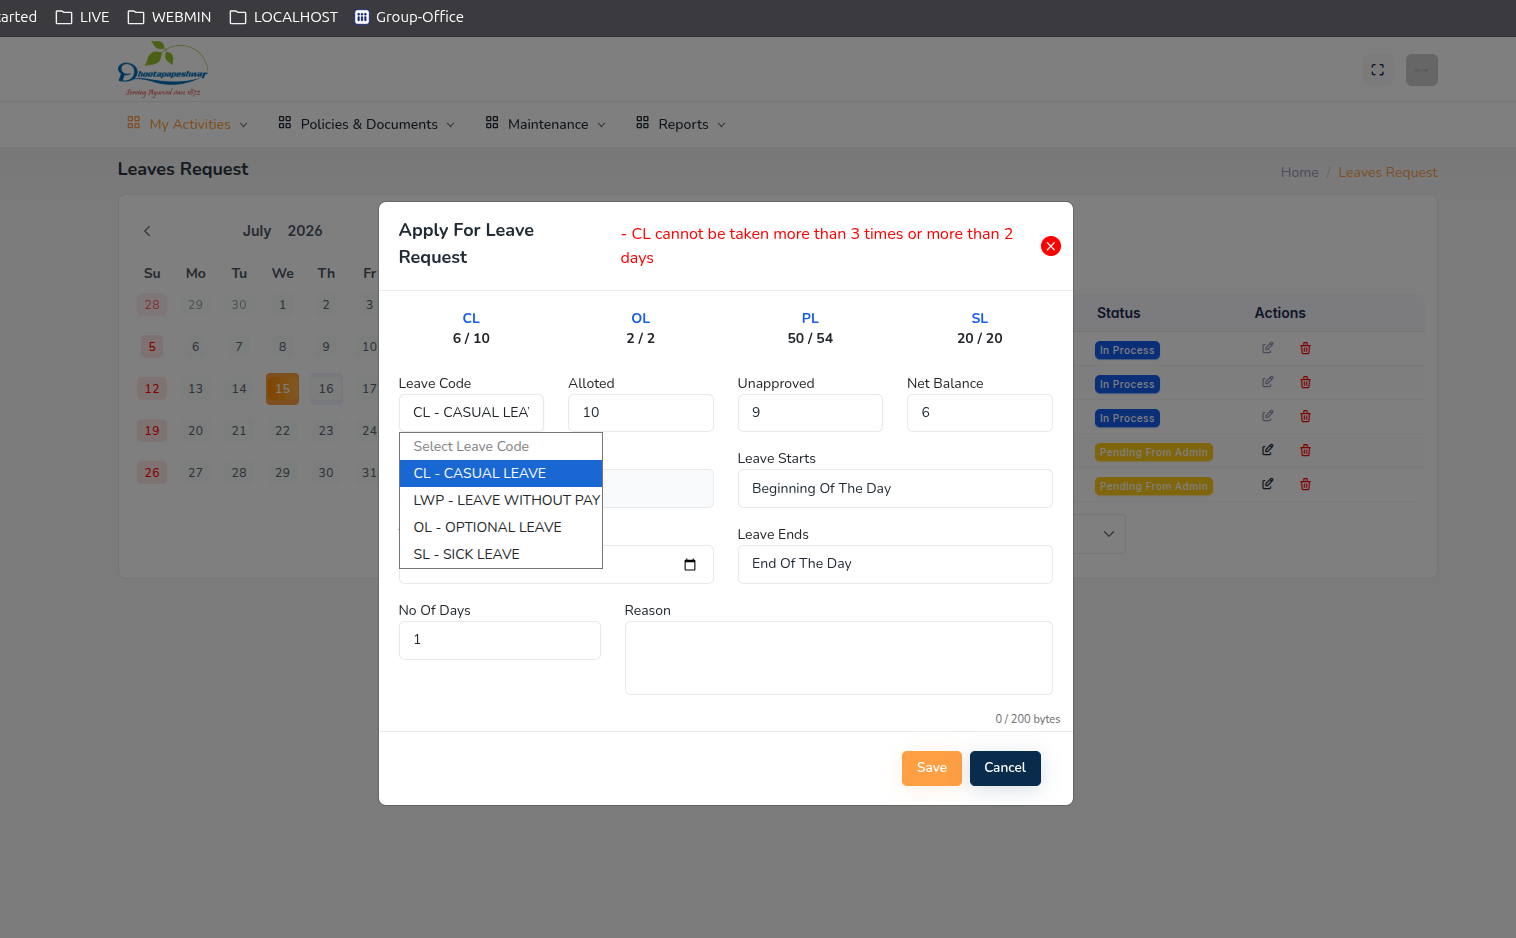 arted LIVE WEBMIN LOCALHOST Group-Office
Dhootapapeshwar
Serving Ayurved since 1872
My Activities Policies & Documents Maintenance Reports
Leaves Request
Home / Leaves Request
July 2026
Su Mo Tu We Th Fr
28 29 30 1 2 3
5 6 7 8 9 10
12 13 14 15 16 17
19 20 21 22 23 24
26 27 28 29 30 31
Apply For Leave Request
- CL cannot be taken more than 3 times or more than 2 days
CL OL PL SL
6 / 10 2 / 2 50 / 54 20 / 20
Leave Code Alloted Unapproved Net Balance
CL - CASUAL LEA 10 9 6
Select Leave Code
CL - CASUAL LEAVE
LWP - LEAVE WITHOUT PAY
OL - OPTIONAL LEAVE
SL - SICK LEAVE
Leave Starts
Beginning Of The Day
Leave Ends
End Of The Day
No Of Days Reason
1
0 / 200 bytes
Save Cancel
Status Actions
In Process
In Process
In Process
Pending From Admin
Pending From Admin